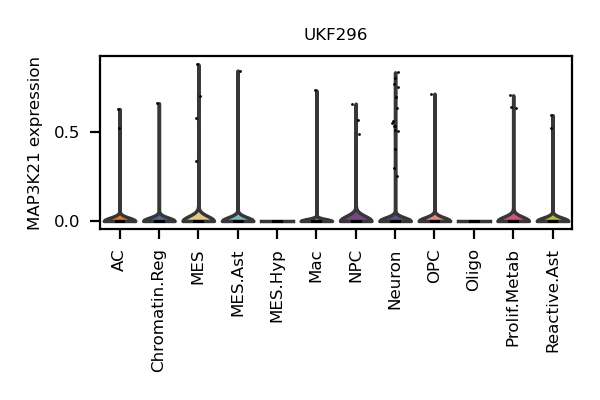 UKF296
MAP3K21 expression
0.5
0.0
AC
Chromatin.Reg
MES
MES.Ast
MES.Hyp
Mac
NPC
Neuron
OPC
Oligo
Prolif.Metab
Reactive.Ast